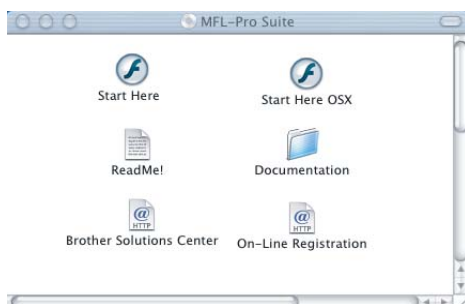 MFL-Pro Suite
Start Here
Start Here OSX
ReadMe!
Documentation
@
HTTP
@
HTTP
Brother Solutions Center
On-Line Registration